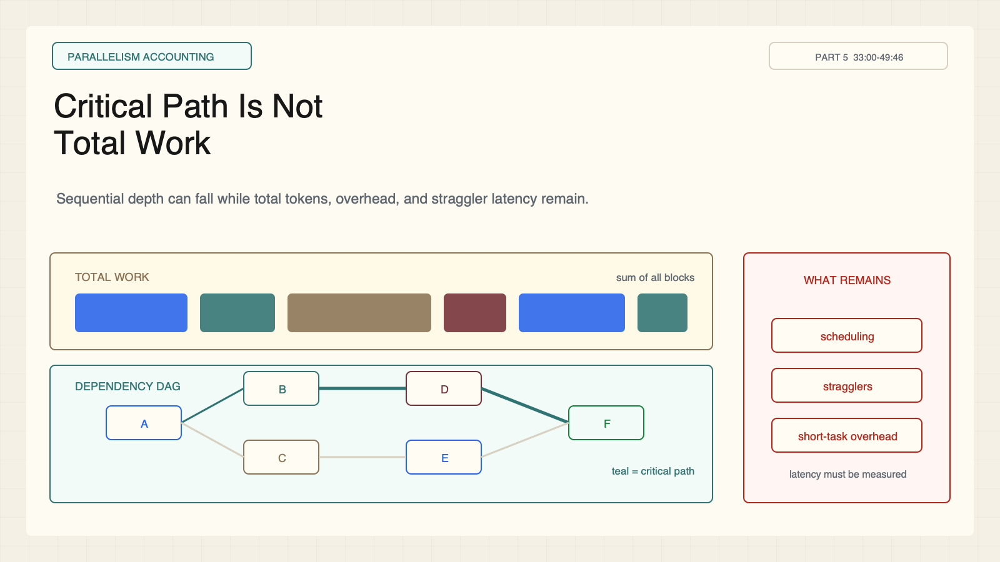 PARALLELISM ACCOUNTING
PART 5  33:00-49:46
Critical Path Is Not
Total Work
Sequential depth can fall while total tokens, overhead, and straggler latency remain.
TOTAL WORK
sum of all blocks
DEPENDENCY DAG
A
B
C
D
E
F
teal = critical path
WHAT REMAINS
scheduling
stragglers
short-task overhead
latency must be measured